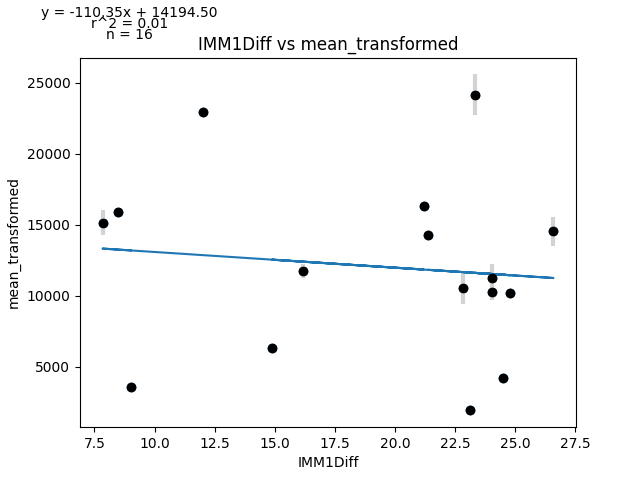 y = -110.35x + 14194.50
r^2 = 0.01
n = 16
IMM1Diff vs mean_transformed
25000
20000
15000
10000
5000
mean_transformed
7.5 10.0 12.5 15.0 17.5 20.0 22.5 25.0 27.5
IMM1Diff